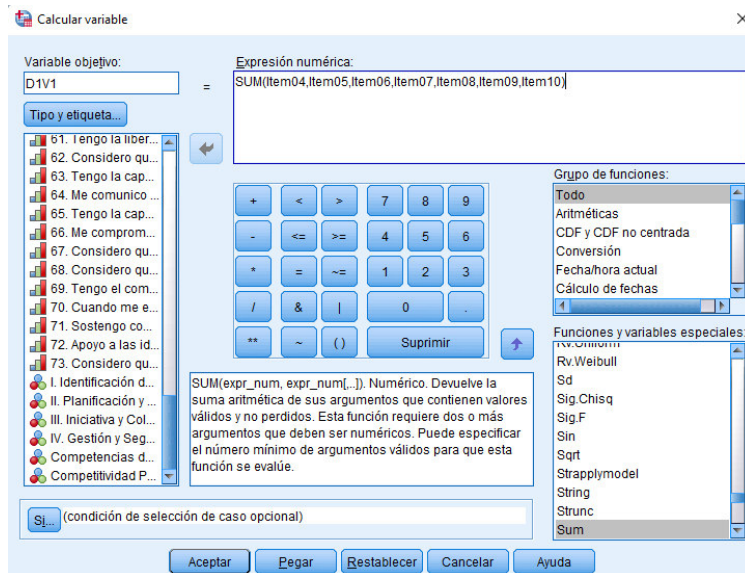 Calcular variable
Variable objetivo:
D1V1
=
Expresión numérica:
SUM(Item04,Item05,Item06,Item07,Item08,Item09,Item10)
Tipo y etiqueta...
61. Tengo la liber...
62. Considero qu...
63. Tengo la cap...
64. Me comunico ...
65. Tengo la cap...
66. Me comprom...
67. Considero qu...
68. Considero qu...
69. Tengo el com...
70. Cuando me e...
71. Sostengo co...
72. Apoyo a las id...
73. Considero qu...
I. Identificación d...
II. Planificación y ...
III. Iniciativa y Col...
IV. Gestión y Seg...
Competencias d...
Competitividad P...
+ < > 7 8 9
- <= >= 4 5 6
* = ~= 1 2 3
/ & | 0 .
** ~ ( ) Suprimir
Grupo de funciones:
Todo
Aritméticas
CDF y CDF no centrada
Conversión
Fecha/hora actual
Cálculo de fechas
Funciones y variables especiales:
Rv.Uniform
Rv.Weibull
Sd
Sig.Chisq
Sig.F
Sin
Sqrt
Strapplymodel
String
Strunc
Sum
SUM(expr_num, expr_num[,..]). Numérico. Devuelve la
suma aritmética de sus argumentos que contienen valores
válidos y no perdidos. Esta función requiere dos o más
argumentos que deben ser numéricos. Puede especificar
el número mínimo de argumentos válidos para que esta
función se evalúe.
Si... (condición de selección de caso opcional)
Aceptar Pegar Restablecer Cancelar Ayuda